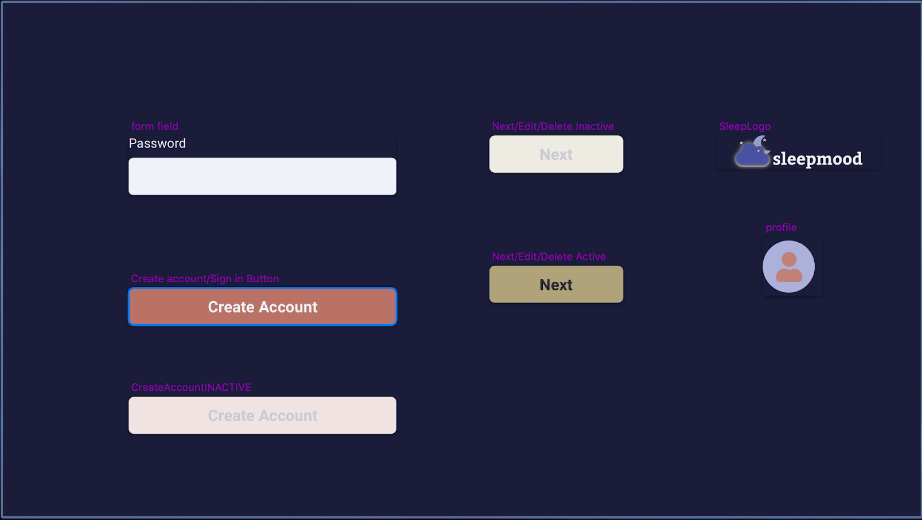 form field
Password
Create account/Sign in Button
Create Account
CreateAccountINACTIVE
Create Account
Next/Edit/Delete Inactive
Next
Next/Edit/Delete Active
Next
SleepLogo
sleepmood
profile